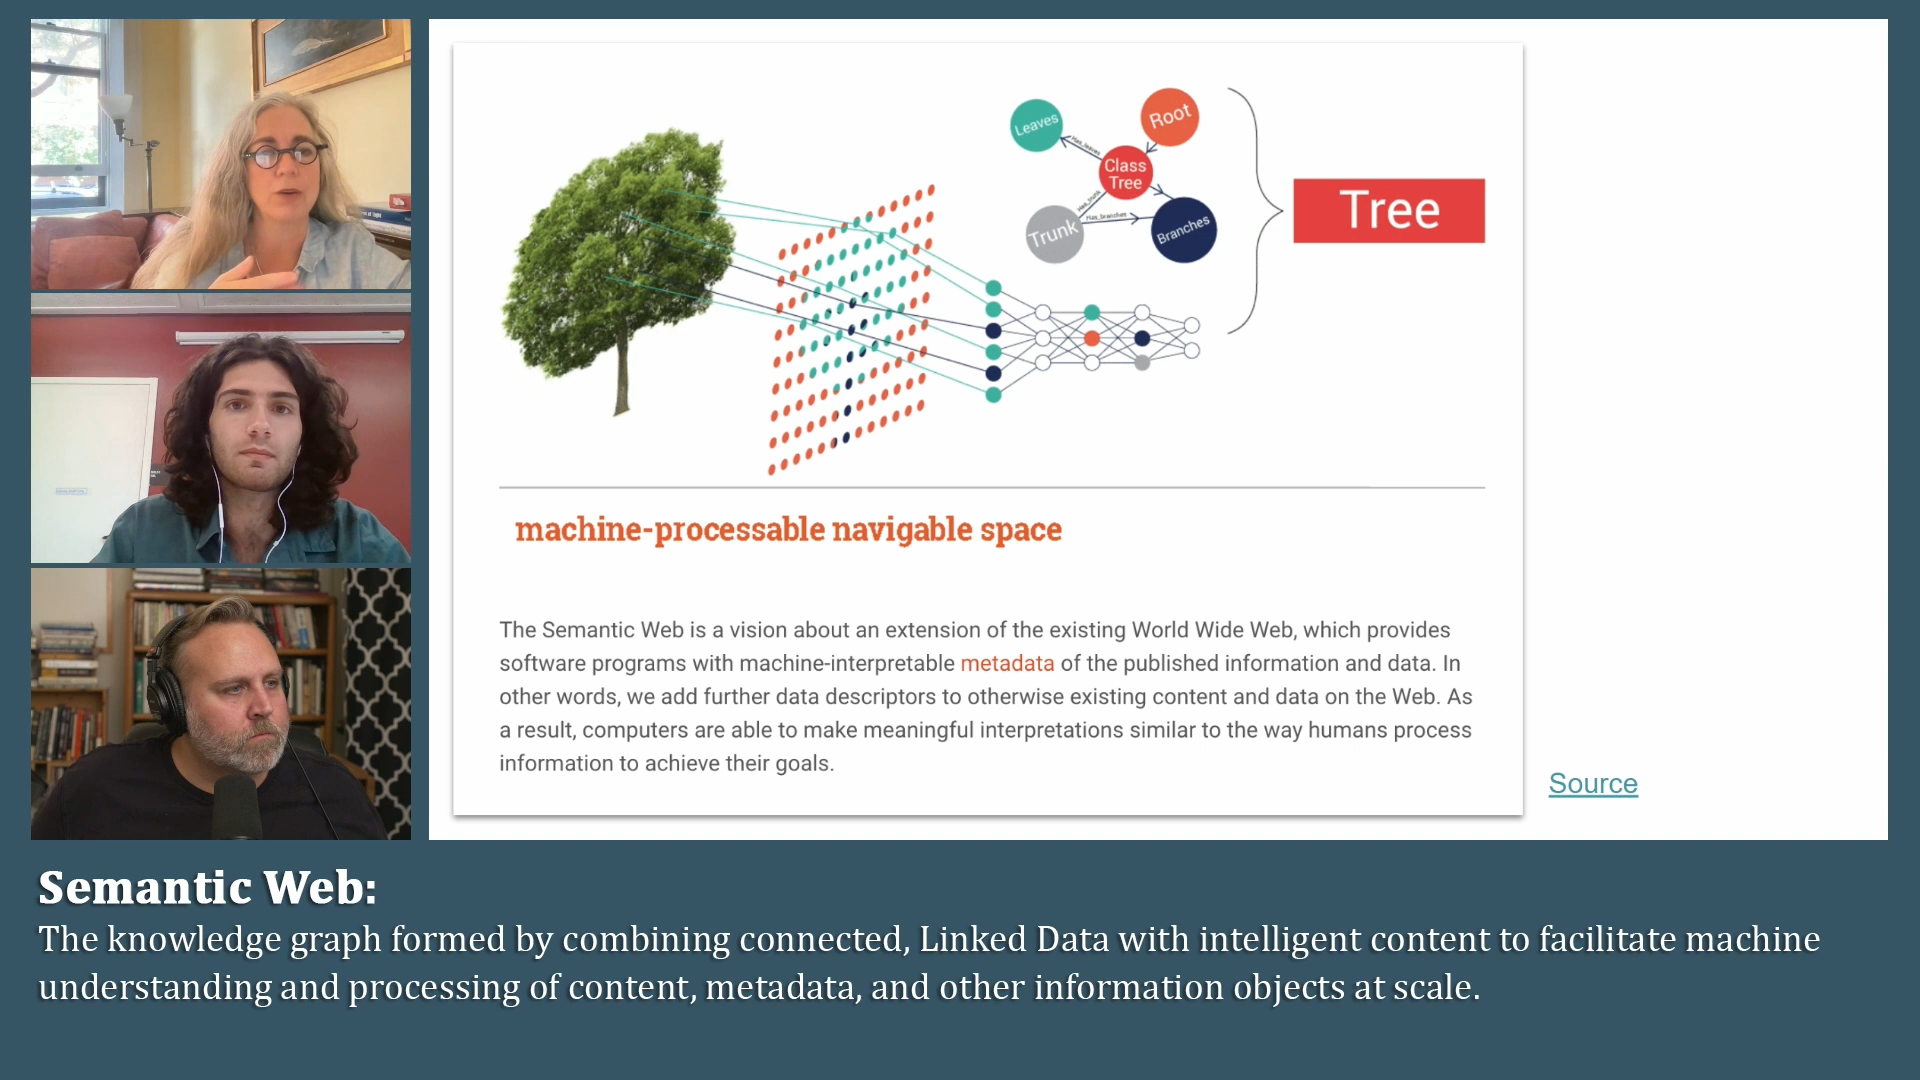 Leaves
Root
Has_leaves
Class
Tree
Tree
Has_trunk
Has_branches
Trunk
Branches
machine-processable navigable space
The Semantic Web is a vision about an extension of the existing World Wide Web, which provides
software programs with machine-interpretable metadata of the published information and data. In
other words, we add further data descriptors to otherwise existing content and data on the Web. As
a result, computers are able to make meaningful interpretations similar to the way humans process
information to achieve their goals.
Source
Semantic Web:
The knowledge graph formed by combining connected, Linked Data with intelligent content to facilitate machine
understanding and processing of content, metadata, and other information objects at scale.